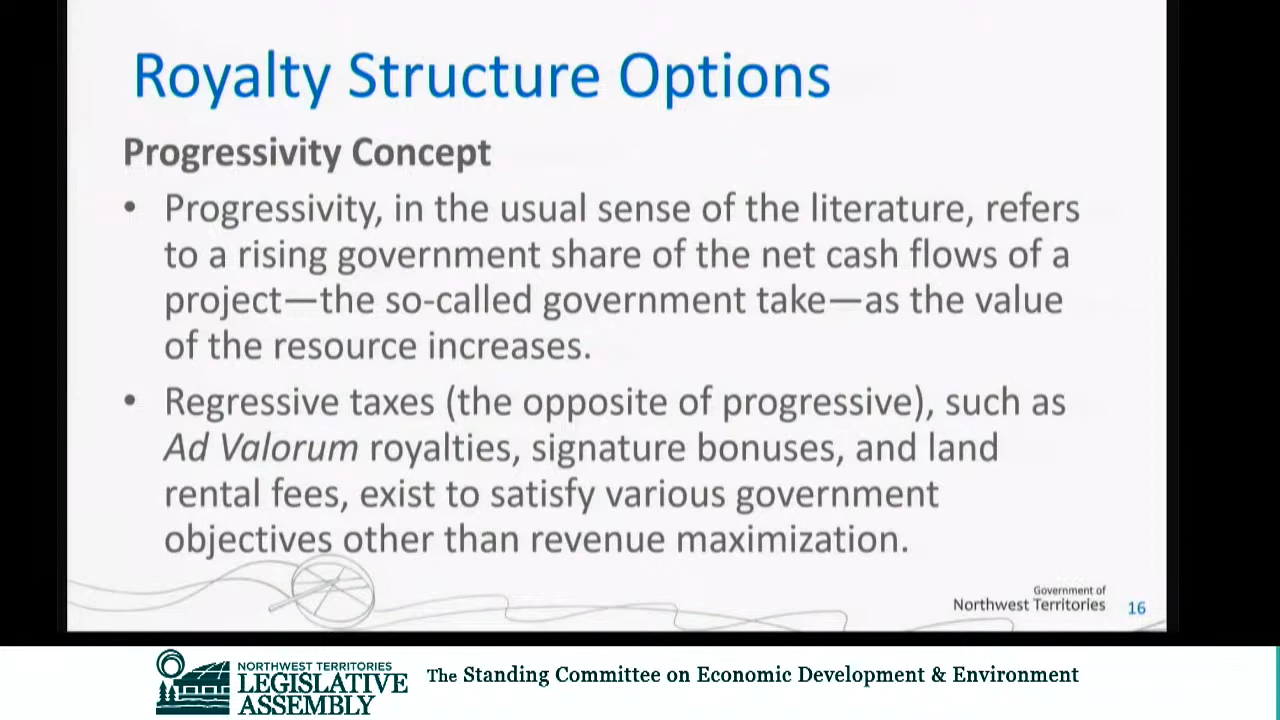 Royalty Structure Options
Progressivity Concept
• Progressivity, in the usual sense of the literature, refers
to a rising government share of the net cash flows of a
project—the so-called government take—as the value
of the resource increases.
• Regressive taxes (the opposite of progressive), such as
Ad Valorum royalties, signature bonuses, and land
rental fees, exist to satisfy various government
objectives other than revenue maximization.
Government of
Northwest Territories
16
NORTHWEST TERRITORIES
LEGISLATIVE
ASSEMBLY
The Standing Committee on Economic Development & Environment